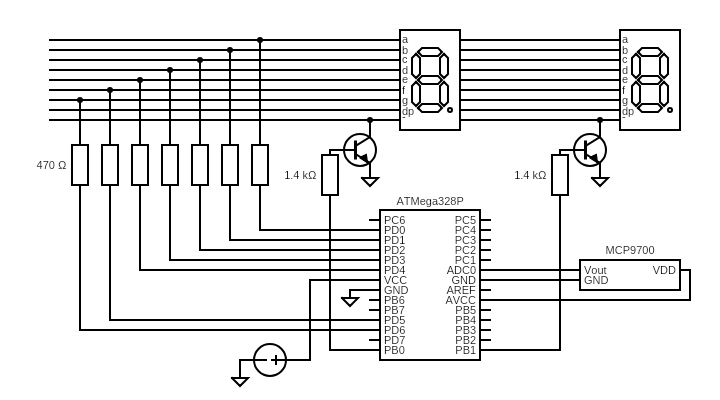 a
b
c
d
e
f
g
dp
-
a
b
c
d
e
f
g
dp
-
470 Ω
1.4 kΩ
1.4 kΩ
ATMega328P
PC6 PC5
PD0 PC4
PD1 PC3
PD2 PC2
PD3 PC1
PD4 ADC0
VCC GND
GND AREF
PB6 AVCC
PB7 PB5
PD5 PB4
PD6 PB3
PD7 PB2
PB0 PB1
MCP9700
Vout VDD
GND
- +